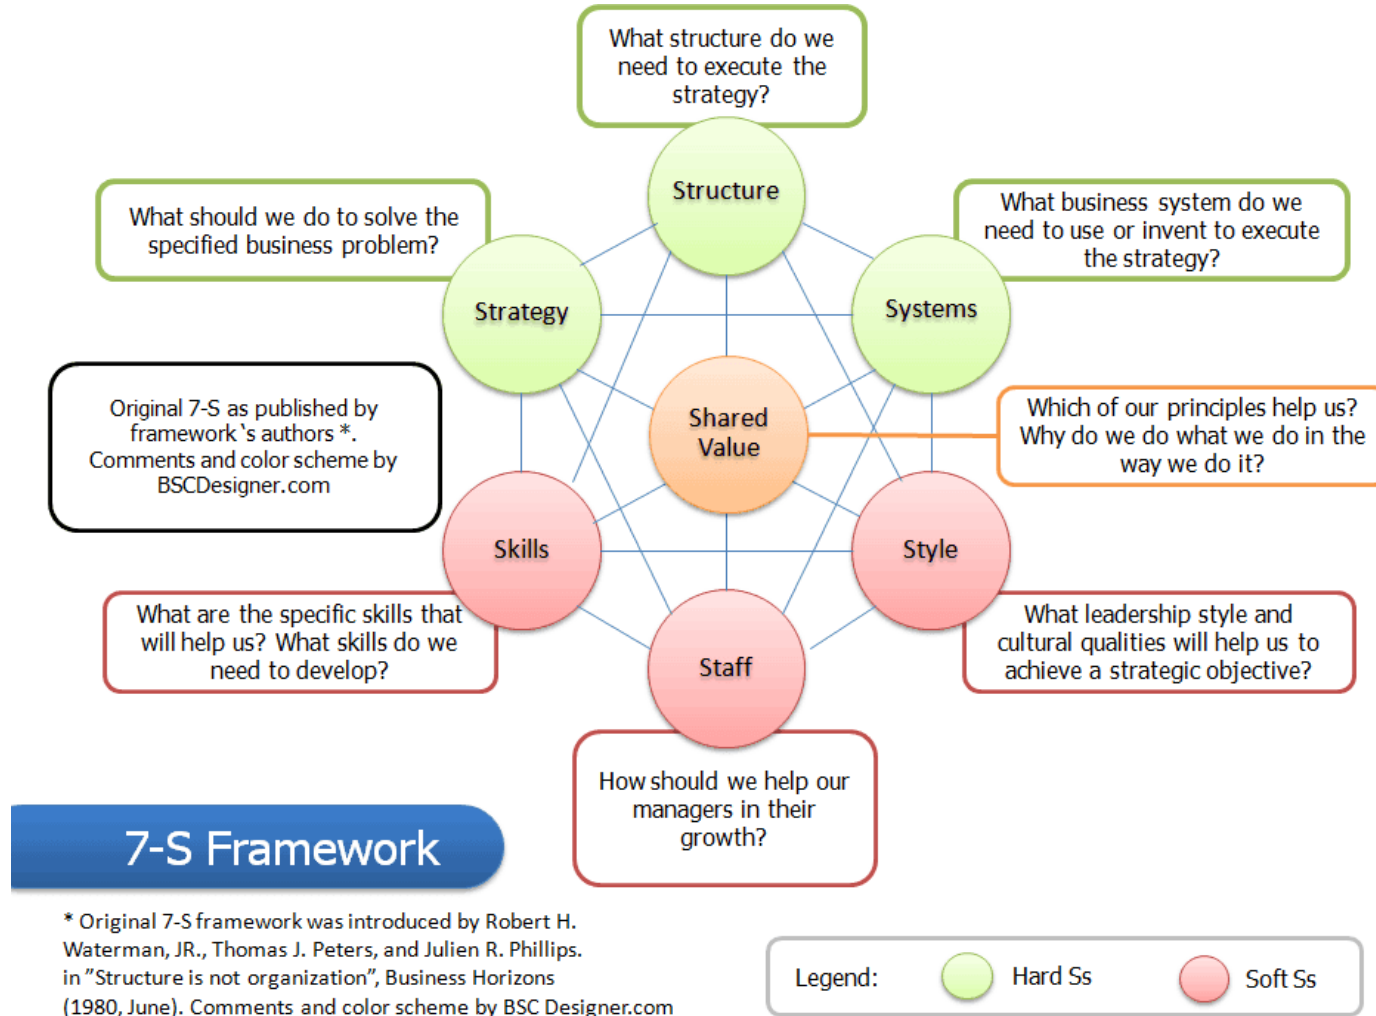 What structure do we
need to execute the
strategy?
Structure
What should we do to solve the
specified business problem?
What business system do we
need to use or invent to execute
the strategy?
Strategy
Systems
Original 7-S as published by
framework`s authors *.
Comments and color scheme by
BSCDesigner.com
Shared
Value
Which of our principles help us?
Why do we do what we do in the
way we do it?
Skills
Style
What are the specific skills that
will help us? What skills do we
need to develop?
What leadership style and
cultural qualities will help us to
achieve a strategic objective?
Staff
How should we help our
managers in their
growth?
7-S Framework
* Original 7-S framework was introduced by Robert H.
Waterman, JR., Thomas J. Peters, and Julien R. Phillips.
in "Structure is not organization", Business Horizons
(1980, June). Comments and color scheme by BSC Designer.com
Legend:
Hard Ss
Soft Ss